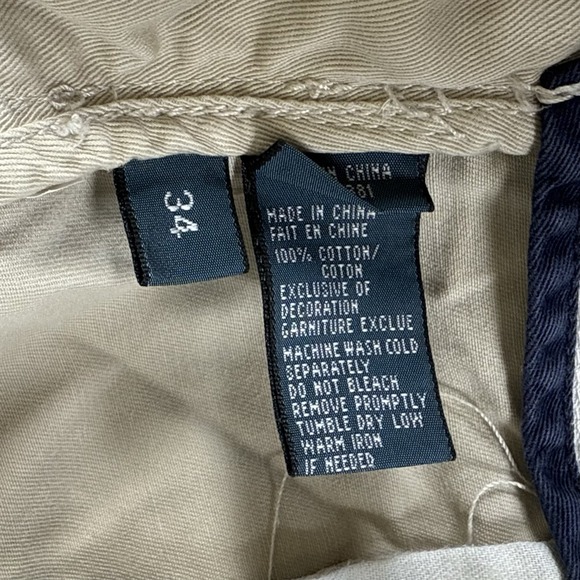 34
CHINA
MADE IN CHINA
FAIT EN CHINE
100% COTTON/
COTON
EXCLUSIVE OF
DECORATION
GARNITURE EXCLUE
MACHINE WASH COLD
SEPARATELY
DO NOT BLEACH
REMOVE PROMPTLY
TUMBLE DRY LOW
WARM IRON
IF NEEDED